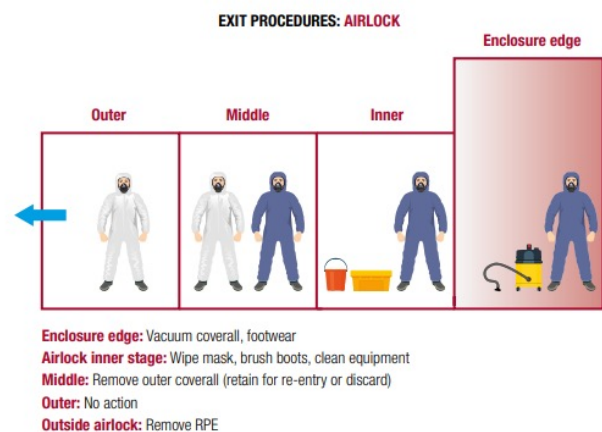 EXIT PROCEDURES: AIRLOCK
Enclosure edge
Outer
Middle
Inner
Enclosure edge: Vacuum coverall, footwear
Airlock inner stage: Wipe mask, brush boots, clean equipment
Middle: Remove outer coverall (retain for re-entry or discard)
Outer: No action
Outside airlock: Remove RPE